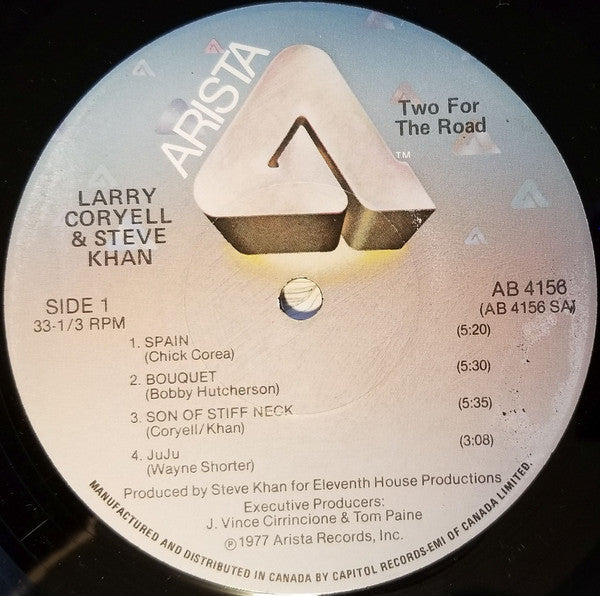 ARISTA
TM
Two For
The Road
LARRY
CORYELL
& STEVE
KHAN
SIDE 1
33-1/3 RPM
AB 4156
(AB 4156 SA)
1. SPAIN (5:20)
(Chick Corea)
2. BOUQUET (5:30)
(Bobby Hutcherson)
3. SON OF STIFF NECK (5:35)
(Coryell/Khan)
4. JuJu (3:08)
(Wayne Shorter)
Produced by Steve Khan for Eleventh House Productions
Executive Producers:
J. Vince Cirrincione & Tom Paine
℗1977 Arista Records, Inc.
MANUFACTURED AND DISTRIBUTED IN CANADA BY CAPITOL RECORDS-EMI OF CANADA LIMITED.